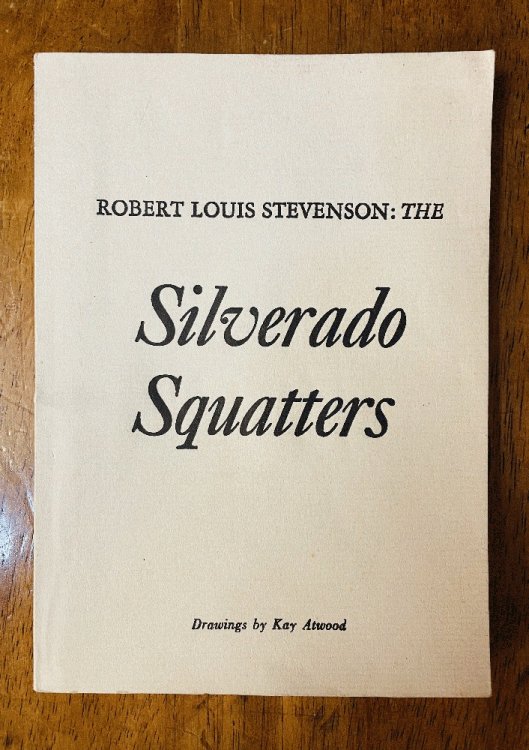 ROBERT LOUIS STEVENSON: THE
Silverado
Squatters
Drawings by Kay Atwood